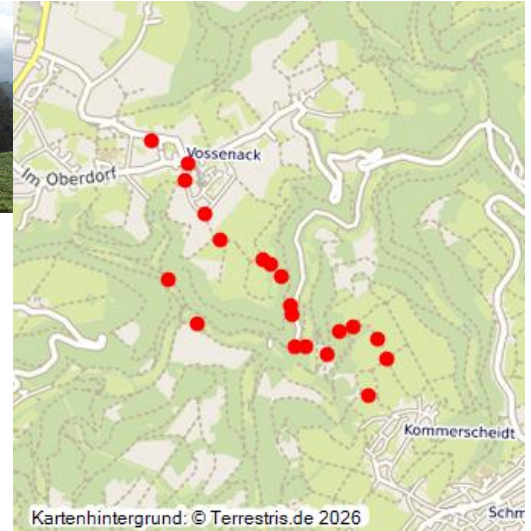 Vossenack
Im Oberdorf
Kommerscheidt
Schm
Kartenhintergrund: © Terrestris.de 2026